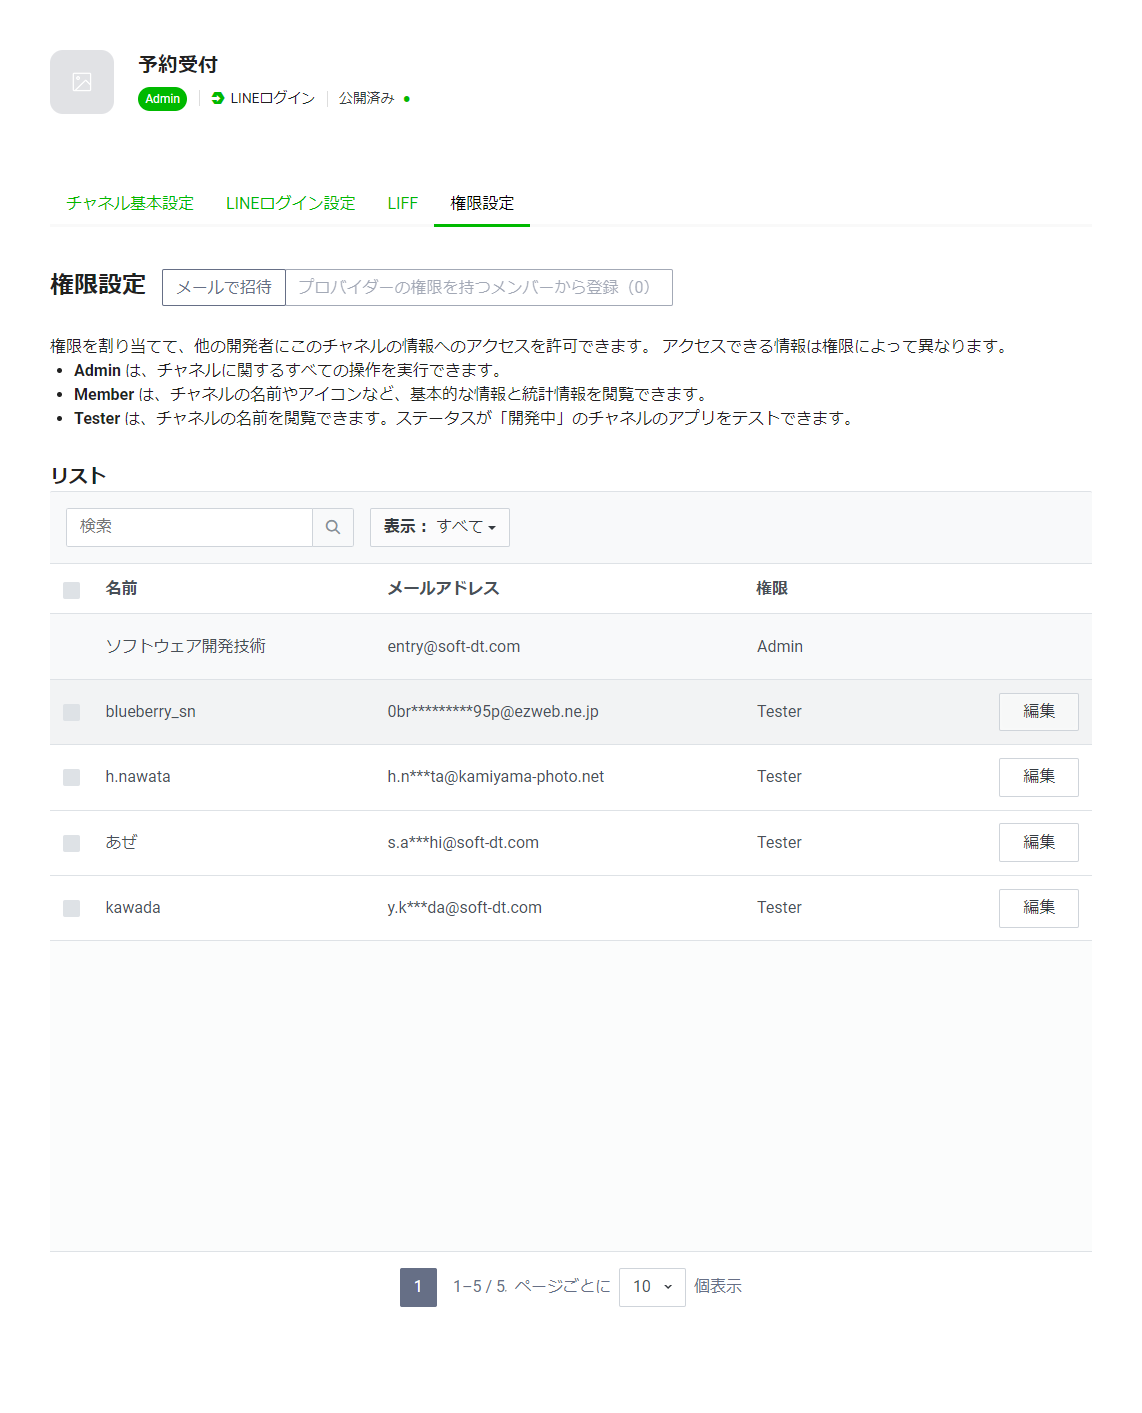 予約受付
Admin LINEログイン 公開済み
チャネル基本設定 LINEログイン設定 LIFF 権限設定
権限設定 メールで招待 プロバイダーの権限を持つメンバーから登録（0）
権限を割り当てて、他の開発者にこのチャネルの情報へのアクセスを許可できます。 アクセスできる情報は権限によって異なります。
• Admin は、チャネルに関するすべての操作を実行できます。
• Member は、チャネルの名前やアイコンなど、基本的な情報と統計情報を閲覧できます。
• Tester は、チャネルの名前を閲覧できます。ステータスが「開発中」のチャネルのアプリをテストできます。
リスト
検索 表示： すべて
名前 メールアドレス 権限
ソフトウェア開発技術 entry@soft-dt.com Admin
blueberry_sn 0br*********95p@ezweb.ne.jp Tester 編集
h.nawata h.n***ta@kamiyama-photo.net Tester 編集
あぜ s.a***hi@soft-dt.com Tester 編集
kawada y.k***da@soft-dt.com Tester 編集
1 1–5 / 5. ページごとに 10 個表示